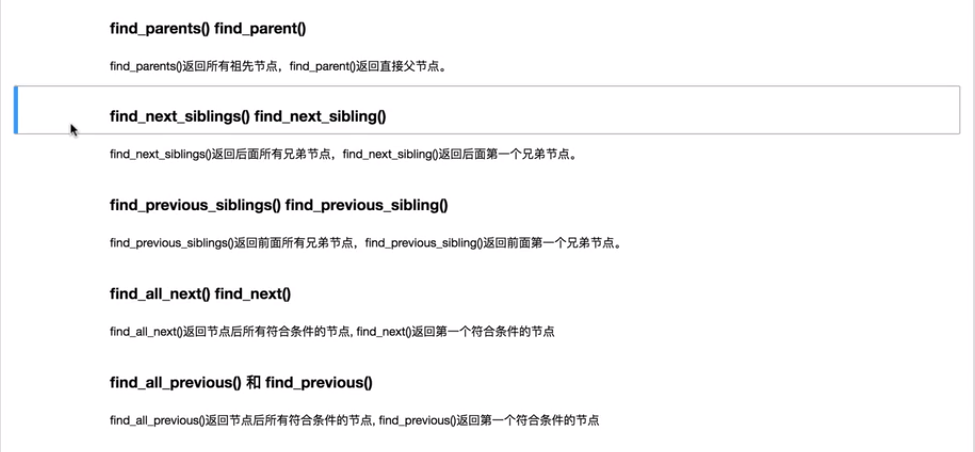 find_parents() find_parent()
find_parents()返回所有祖先节点，find_parent()返回直接父节点。
find_next_siblings() find_next_sibling()
find_next_siblings()返回后面所有兄弟节点，find_next_sibling()返回后面第一个兄弟节点。
find_previous_siblings() find_previous_sibling()
find_previous_siblings()返回前面所有兄弟节点，find_previous_sibling()返回前面第一个兄弟节点。
find_all_next() find_next()
find_all_next()返回节点后所有符合条件的节点, find_next()返回第一个符合条件的节点
find_all_previous() 和 find_previous()
find_all_previous()返回节点后所有符合条件的节点, find_previous()返回第一个符合条件的节点